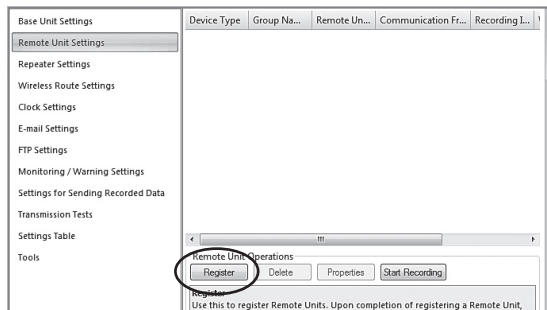 Base Unit Settings
Remote Unit Settings
Repeater Settings
Wireless Route Settings
Clock Settings
E-mail Settings
FTP Settings
Monitoring / Warning Settings
Settings for Sending Recorded Data
Transmission Tests
Settings Table
Tools
Device Type Group Na... Remote Un... Communication Fr... Recording I...
Remote Unit Operations
Register Delete Properties Start Recording
Register
Use this to register Remote Units. Upon completion of registering a Remote Unit,